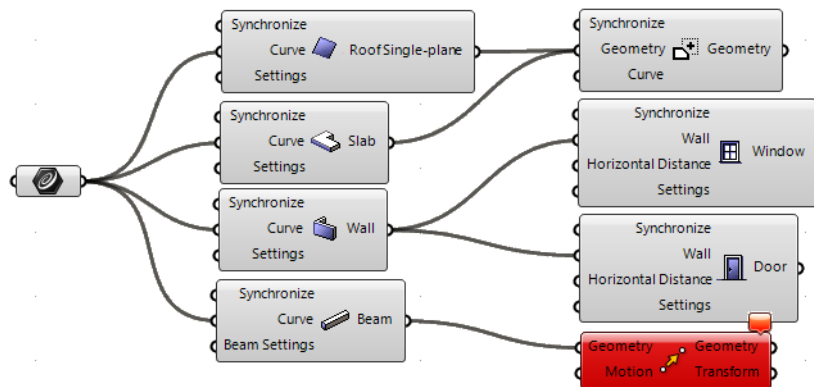 Synchronize
Curve RoofSingle-plane
Settings
Synchronize
Curve Slab
Settings
Synchronize
Curve Wall
Settings
Synchronize
Curve Beam
Beam Settings
Synchronize
Geometry Geometry
Curve
Synchronize
Wall
Horizontal Distance Window
Settings
Synchronize
Wall
Horizontal Distance Door
Settings
Geometry Geometry
Motion Transform